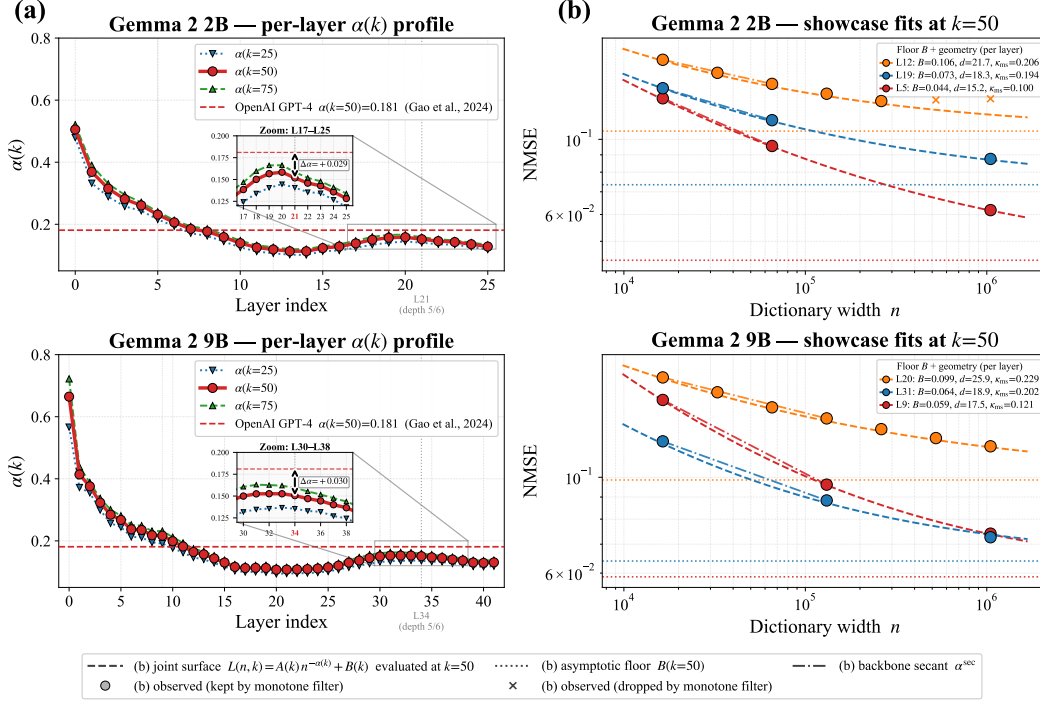 (a)
Gemma 2 2B — per-layer α(k) profile
0.8
0.6
0.4
0.2
α(k)
α(k=25)
α(k=50)
α(k=75)
OpenAI GPT-4 α(k=50)=0.181 (Gao et al., 2024)
Zoom: L17–L25
0.200
0.175
0.150
0.125
Δα=+0.029
17 18 19 20 21 22 23 24 25
0 5 10 15 20 25
Layer index
L21
(depth 5/6)
(b)
Gemma 2 2B — showcase fits at k=50
NMSE
10⁻¹
6×10⁻²
Floor B + geometry (per layer)
L12: B=0.106, d=21.7, κms=0.206
L19: B=0.073, d=18.3, κms=0.194
L5: B=0.044, d=15.2, κms=0.100
10⁴ 10⁵ 10⁶
Dictionary width n
Gemma 2 9B — per-layer α(k) profile
0.8
0.6
0.4
0.2
α(k)
α(k=25)
α(k=50)
α(k=75)
OpenAI GPT-4 α(k=50)=0.181 (Gao et al., 2024)
Zoom: L30–L38
0.200
0.175
0.150
0.125
Δα=+0.030
30 32 34 36 38
0 5 10 15 20 25 30 35 40
Layer index
L34
(depth 5/6)
Gemma 2 9B — showcase fits at k=50
NMSE
10⁻¹
6×10⁻²
Floor B + geometry (per layer)
L20: B=0.099, d=25.9, κms=0.229
L31: B=0.064, d=18.9, κms=0.202
L9: B=0.059, d=17.5, κms=0.121
10⁴ 10⁵ 10⁶
Dictionary width n
(b) joint surface L(n, k)=A(k) n^−α(k)+B(k) evaluated at k=50
(b) asymptotic floor B(k=50)
(b) backbone secant α^sec
(b) observed (kept by monotone filter)
(b) observed (dropped by monotone filter)